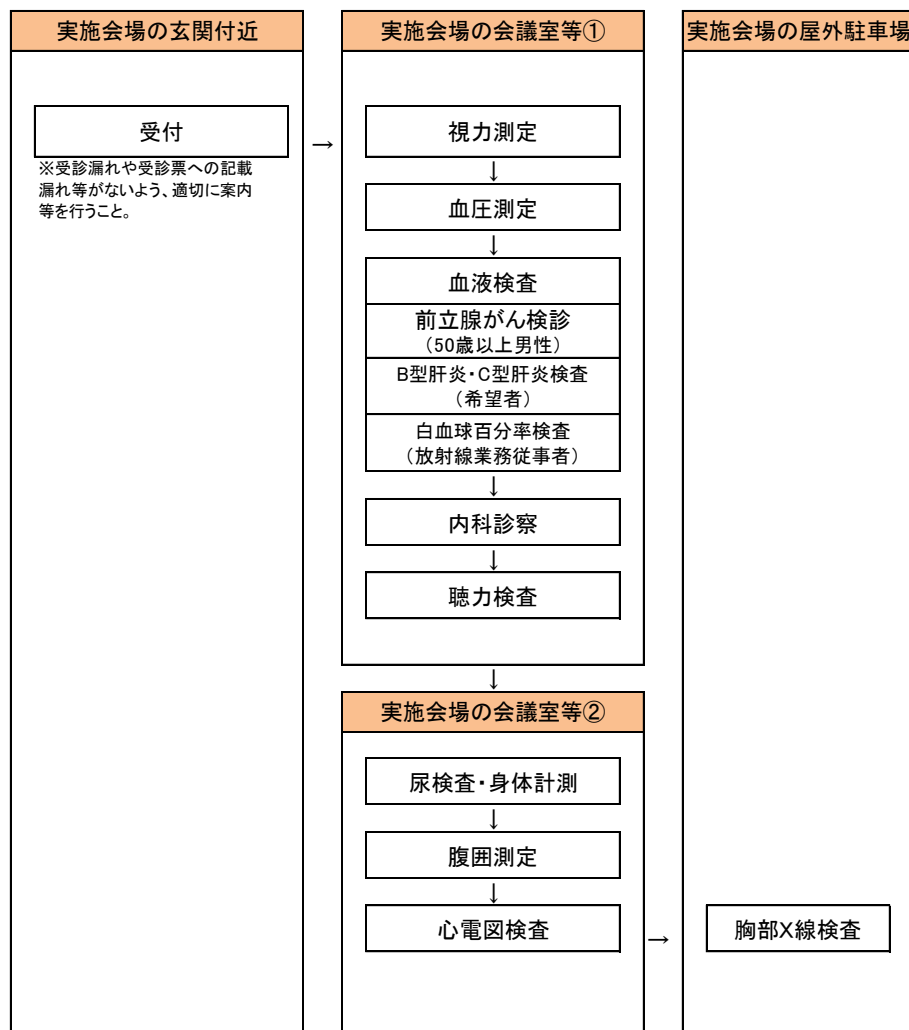 実施会場の玄関付近
受付
※受診漏れや受診票への記載
漏れ等がないよう、適切に案内
等を行うこと。
→
実施会場の会議室等①
視力測定
↓
血圧測定
↓
血液検査
前立腺がん検診
(50歳以上男性)
B型肝炎・C型肝炎検査
(希望者)
白血球百分率検査
(放射線業務従事者)
↓
内科診察
↓
聴力検査
↓
実施会場の会議室等②
尿検査・身体計測
↓
腹囲測定
↓
心電図検査
→
実施会場の屋外駐車場
胸部X線検査